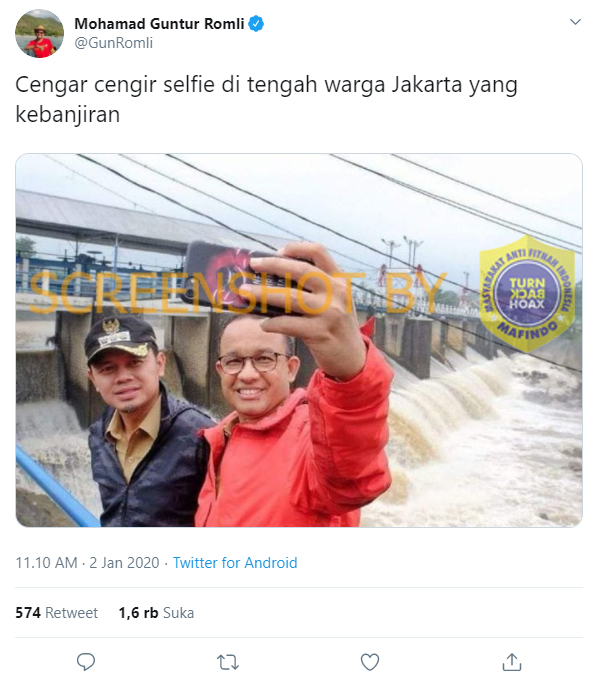 Mohamad Guntur Romli
@GunRomli
Cengar cengir selfie di tengah warga Jakarta yang
kebanjiran
SCREENSHOT BY
MASYARAKAT ANTI FITNAH INDONESIA
TURN
BACK
HOAX
MAFINDO
11.10 AM · 2 Jan 2020 · Twitter for Android
574 Retweet 1,6 rb Suka